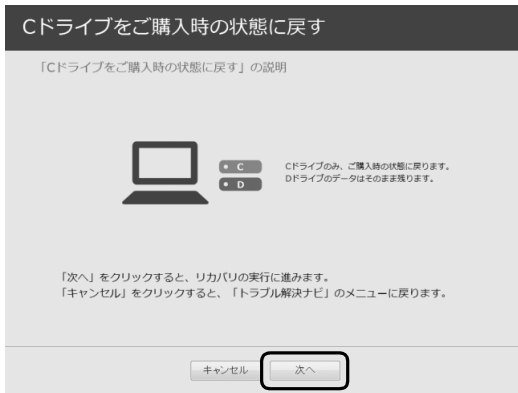 Cドライブをご購入時の状態に戻す
「Cドライブをご購入時の状態に戻す」の説明
C
D
Cドライブのみ、ご購入時の状態に戻ります。
Dドライブのデータはそのまま残ります。
「次へ」をクリックすると、リカバリの実行に進みます。
「キャンセル」をクリックすると、「トラブル解決ナビ」のメニューに戻ります。
キャンセル
次へ